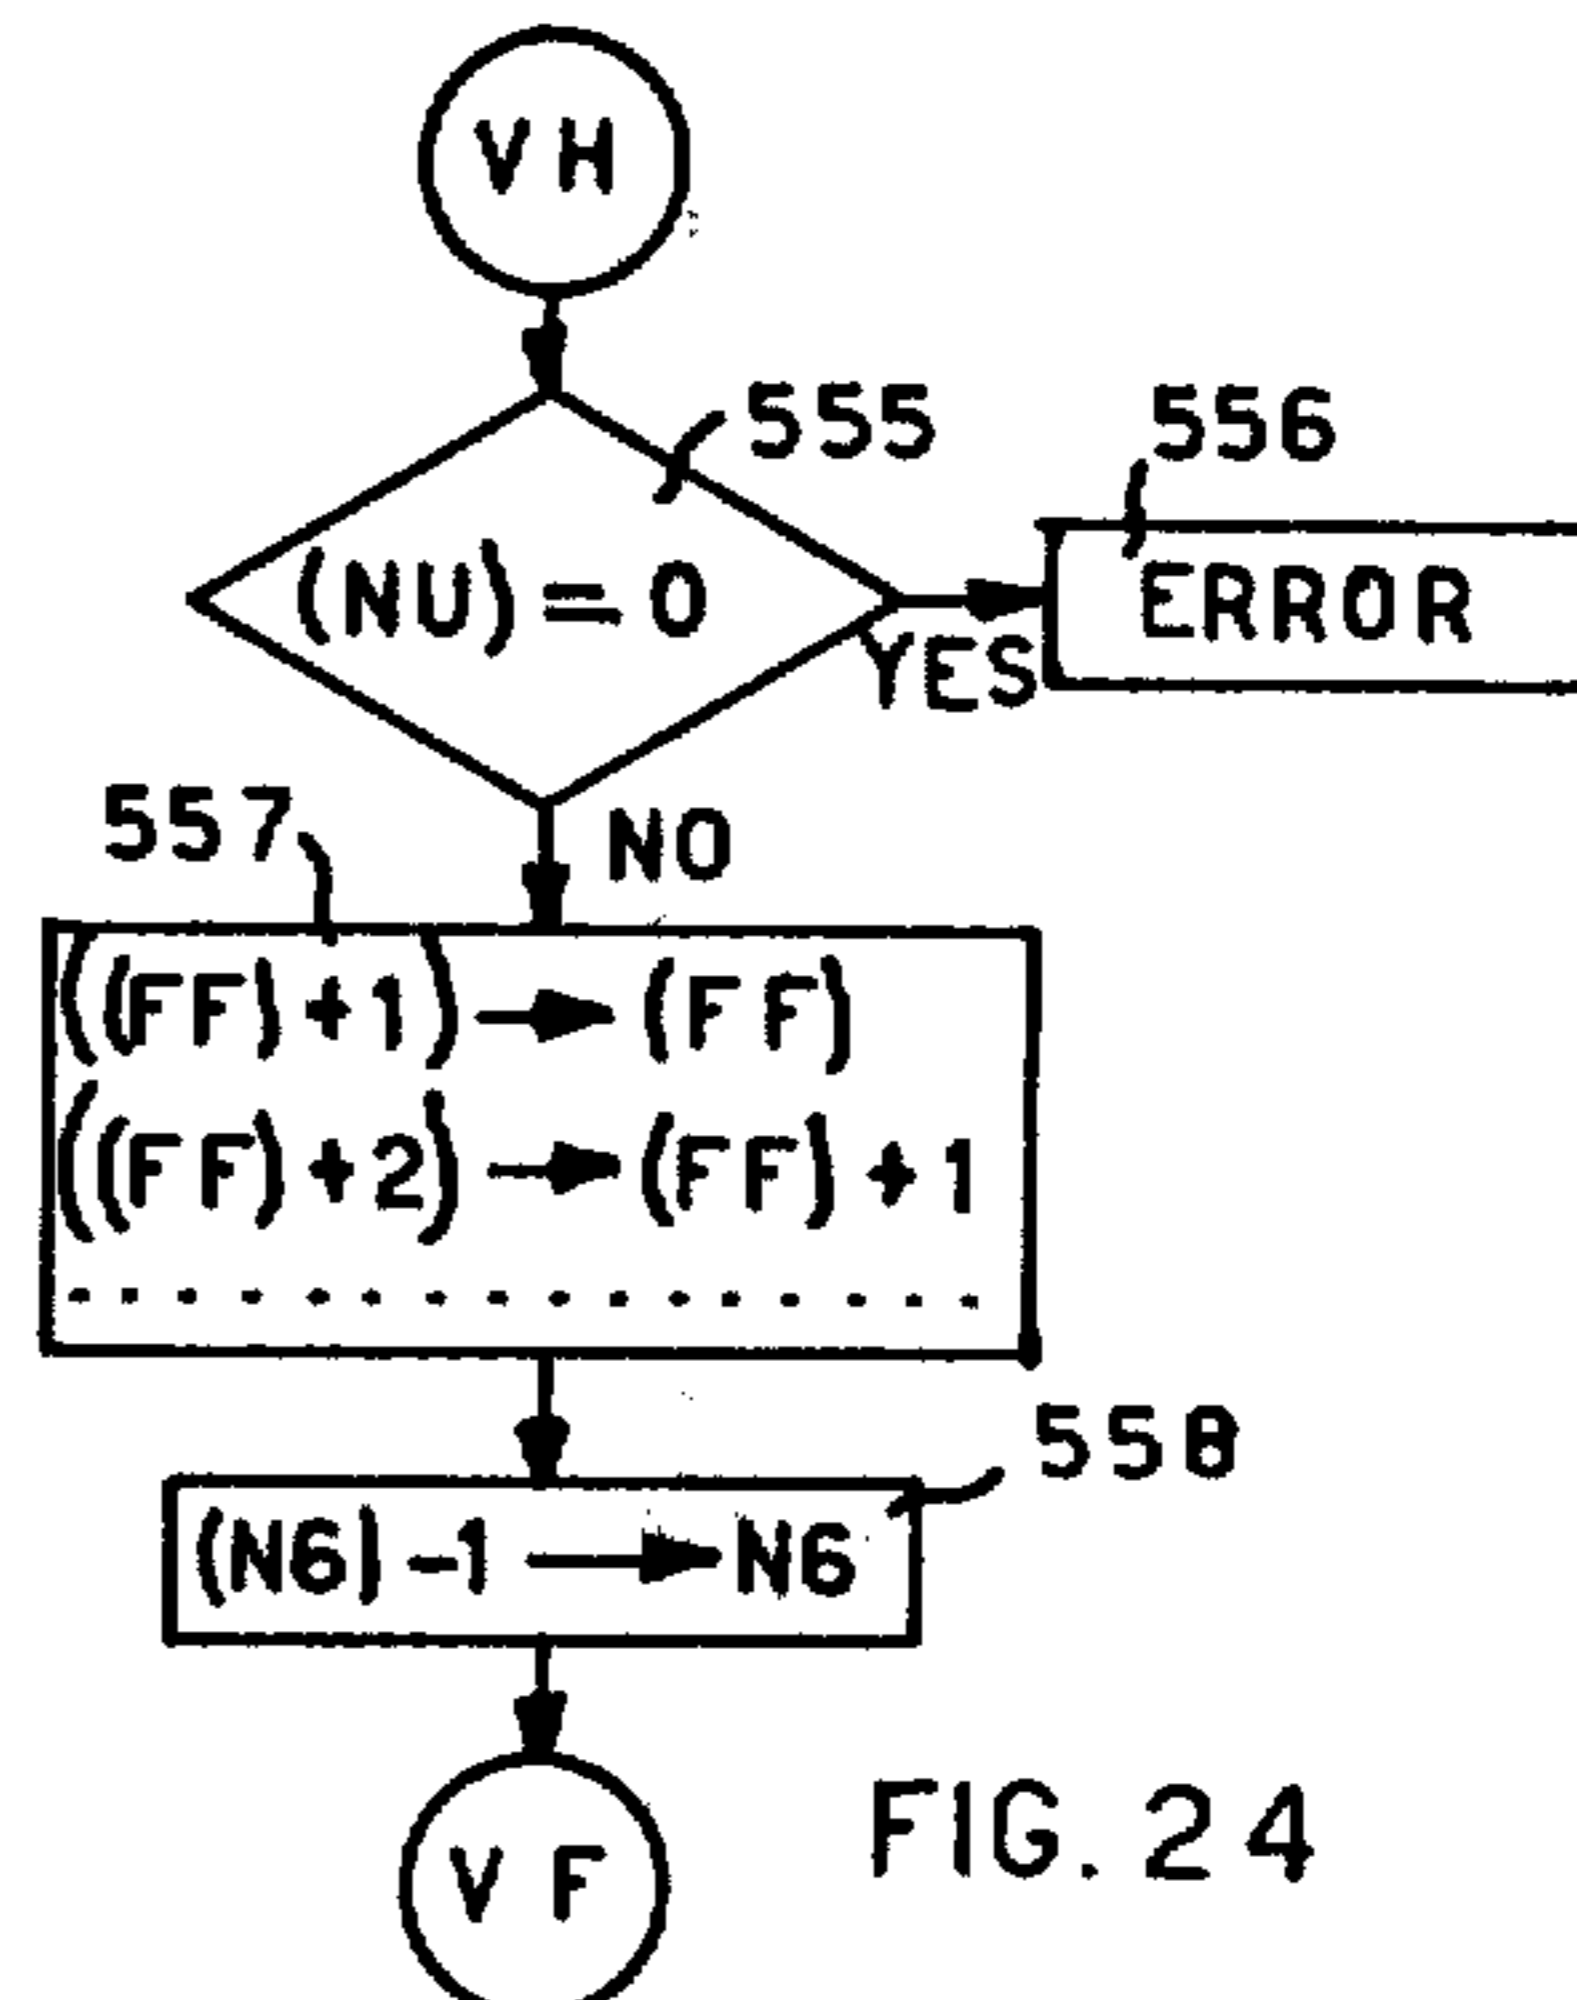 VH
555
556
(NU)=0
ERROR
YES
557
NO
((FF)+1)→(FF)
((FF)+2)→(FF)+1
................
558
(N6)-1→N6
VF
FIG. 24